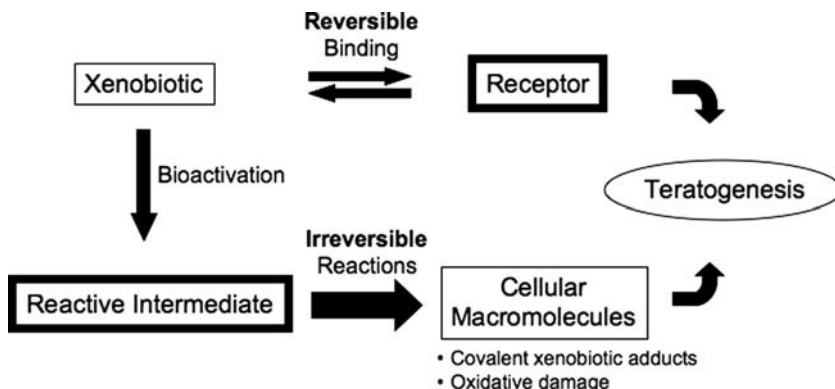 Reversible
Binding
Xenobiotic
Receptor
Bioactivation
Teratogenesis
Irreversible
Reactions
Reactive Intermediate
Cellular
Macromolecules
• Covalent xenobiotic adducts
• Oxidative damage